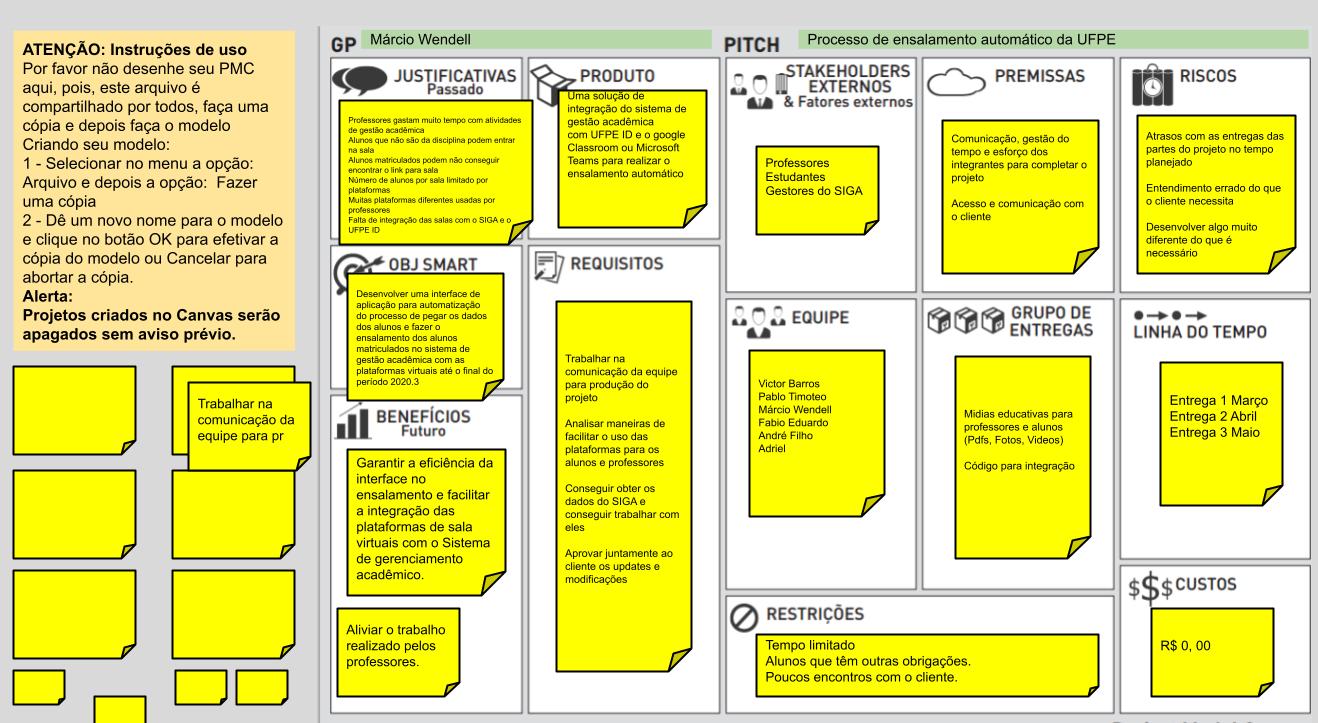 ATENÇÃO: Instruções de uso
Por favor não desenhe seu PMC
aqui, pois, este arquivo é
compartilhado por todos, faça uma
cópia e depois faça o modelo
Criando seu modelo:
1 - Selecionar no menu a opção:
Arquivo e depois a opção:  Fazer
uma cópia
2 - Dê um novo nome para o modelo
e clique no botão OK para efetivar a
cópia do modelo ou Cancelar para
abortar a cópia.
Alerta:
Projetos criados no Canvas serão
apagados sem aviso prévio.
Trabalhar na
comunicação da
equipe para pr
GP
Márcio Wendell
PITCH
Processo de ensalamento automático da UFPE
JUSTIFICATIVAS
Passado
Professores gastam muito tempo com atividades
de gestão acadêmica
Alunos que não são da disciplina podem entrar
na sala
Alunos matriculados podem não conseguir
encontrar o link para sala
Número de alunos por sala limitado por
plataformas
Muitas plataformas diferentes usadas por
professores
Falta de integração das salas com o SIGA e o
UFPE ID
PRODUTO
Uma solução de
integração do sistema de
gestão acadêmica
com UFPE ID e o google
Classroom ou Microsoft
Teams para realizar o
ensalamento automático
STAKEHOLDERS
EXTERNOS
& Fatores externos
Professores
Estudantes
Gestores do SIGA
PREMISSAS
Comunicação, gestão do
tempo e esforço dos
integrantes para completar o
projeto
Acesso e comunicação com
o cliente
RISCOS
Atrasos com as entregas das
partes do projeto no tempo
planejado
Entendimento errado do que
o cliente necessita
Desenvolver algo muito
diferente do que é
necessário
OBJ SMART
Desenvolver uma interface de
aplicação para automatização
do processo de pegar os dados
dos alunos e fazer o
ensalamento dos alunos
matriculados no sistema de
gestão acadêmica com as
plataformas virtuais até o final do
período 2020.3
REQUISITOS
Trabalhar na
comunicação da equipe
para produção do
projeto
Analisar maneiras de
facilitar o uso das
plataformas para os
alunos e professores
Conseguir obter os
dados do SIGA e
conseguir trabalhar com
eles
Aprovar juntamente ao
cliente os updates e
modificações
EQUIPE
Victor Barros
Pablo Timoteo
Márcio Wendell
Fabio Eduardo
André Filho
Adriel
GRUPO DE
ENTREGAS
Midias educativas para
professores e alunos
(Pdfs, Fotos, Videos)
Código para integração
LINHA DO TEMPO
Entrega 1 Março
Entrega 2 Abril
Entrega 3 Maio
BENEFÍCIOS
Futuro
Garantir a eficiência da
interface no
ensalamento e facilitar
a integração das
plataformas de sala
virtuais com o Sistema
de gerenciamento
acadêmico.
Aliviar o trabalho
realizado pelos
professores.
RESTRIÇÕES
Tempo limitado
Alunos que têm outras obrigações.
Poucos encontros com o cliente.
$$$ CUSTOS
R$ 0, 00